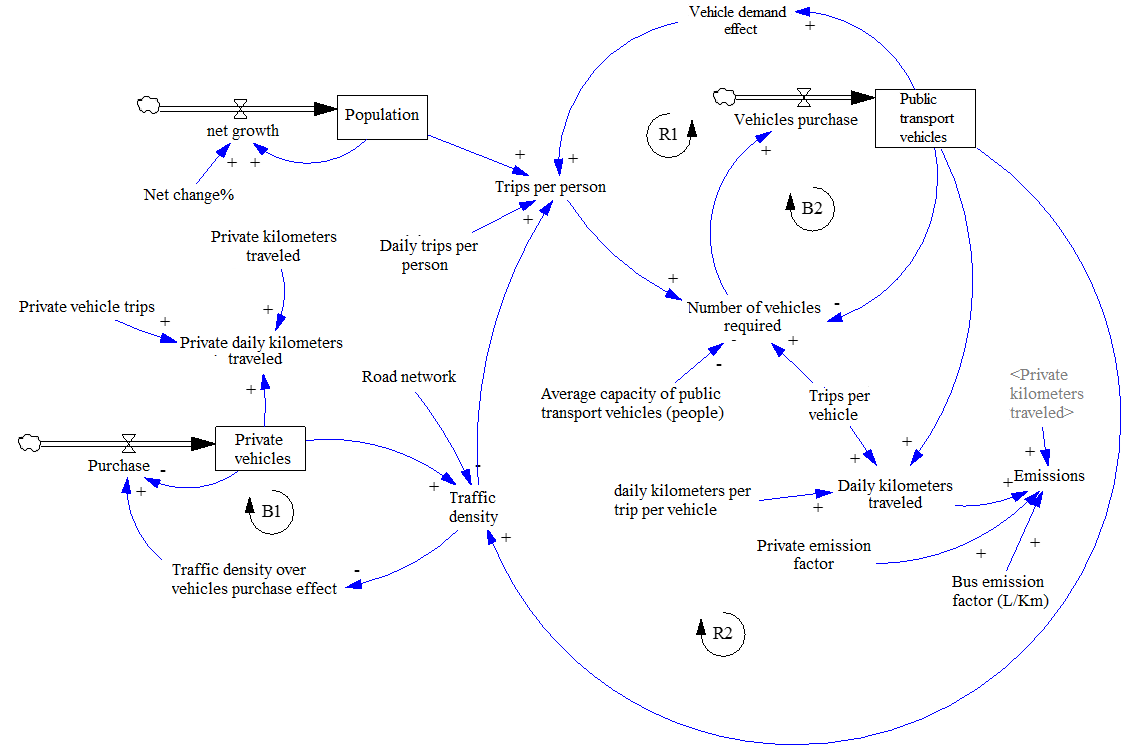 Vehicle demand
effect
+
Population
net growth
+ +
Net change%
Public
transport
vehicles
Vehicles purchase
+
R1
B2
+
+
Trips per person
+
Daily trips per
person
Private kilometers
traveled
+
Private vehicle trips
+
Private daily kilometers
traveled
+
+
Number of vehicles
required
-
-
+
-
Average capacity of public
transport vehicles (people)
Trips per
vehicle
+
+
<Private
kilometers
traveled>
+
Road network
Private
vehicles
Purchase
-
+
B1
+
-
Traffic
density
+
Traffic density over
vehicles purchase effect
-
daily kilometers per
trip per vehicle
+
Daily kilometers
traveled
+
Emissions
Private emission
factor
+
+
Bus emission
factor (L/Km)
R2